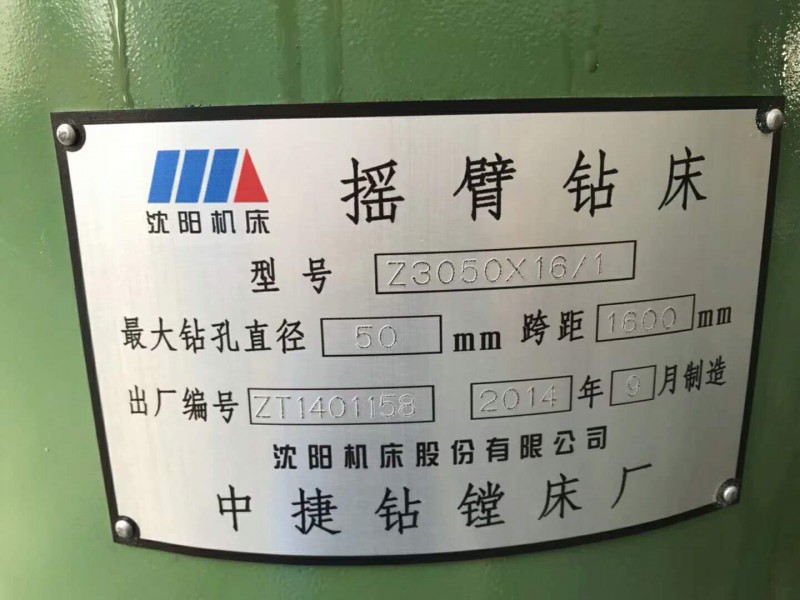 摇臂钻床
沈阳机床
型号 Z3050X16/1
最大钻孔直径 50 mm 跨距 1600 mm
出厂编号 ZT1401158 2014 年 9 月制造
沈阳机床股份有限公司
中捷钻镗床厂